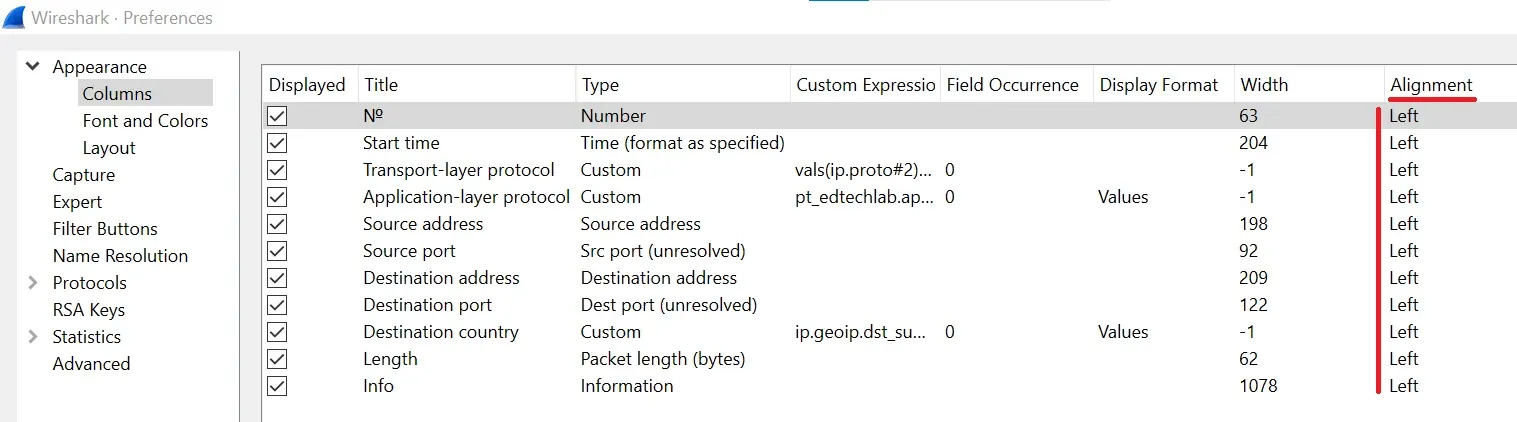 Wireshark · Preferences
Appearance
Columns
Font and Colors
Layout
Capture
Expert
Filter Buttons
Name Resolution
Protocols
RSA Keys
Statistics
Advanced
Displayed Title Type Custom Expressio Field Occurrence Display Format Width Alignment
№ Number 63 Left
Start time Time (format as specified) 204 Left
Transport-layer protocol Custom vals(ip.proto#2)... 0 -1 Left
Application-layer protocol Custom pt_edtechlab.ap... 0 Values -1 Left
Source address Source address 198 Left
Source port Src port (unresolved) 92 Left
Destination address Destination address 209 Left
Destination port Dest port (unresolved) 122 Left
Destination country Custom ip.geoip.dst_su... 0 Values -1 Left
Length Packet length (bytes) 62 Left
Info Information 1078 Left